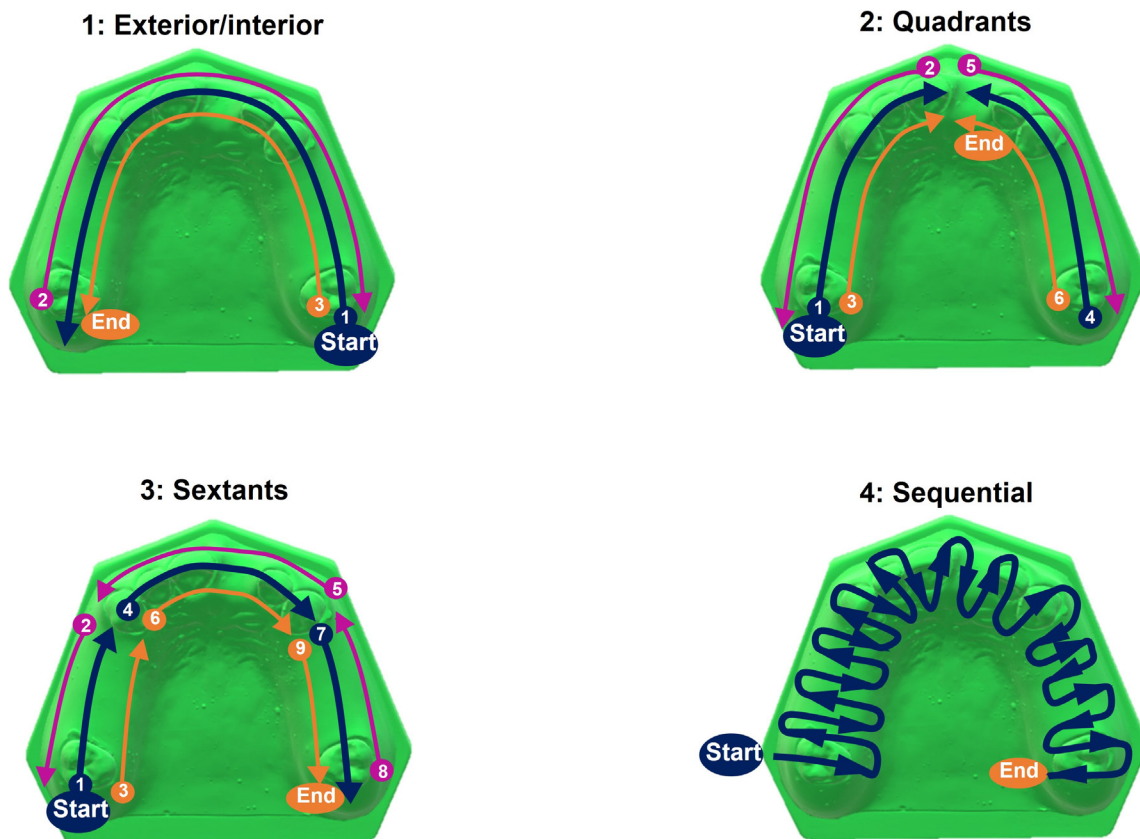 1: Exterior/interior
2
3
1
End
Start
2: Quadrants
2
5
End
1
3
6
4
Start
3: Sextants
4
5
2
6
7
9
1
3
8
Start
End
4: Sequential
Start
End